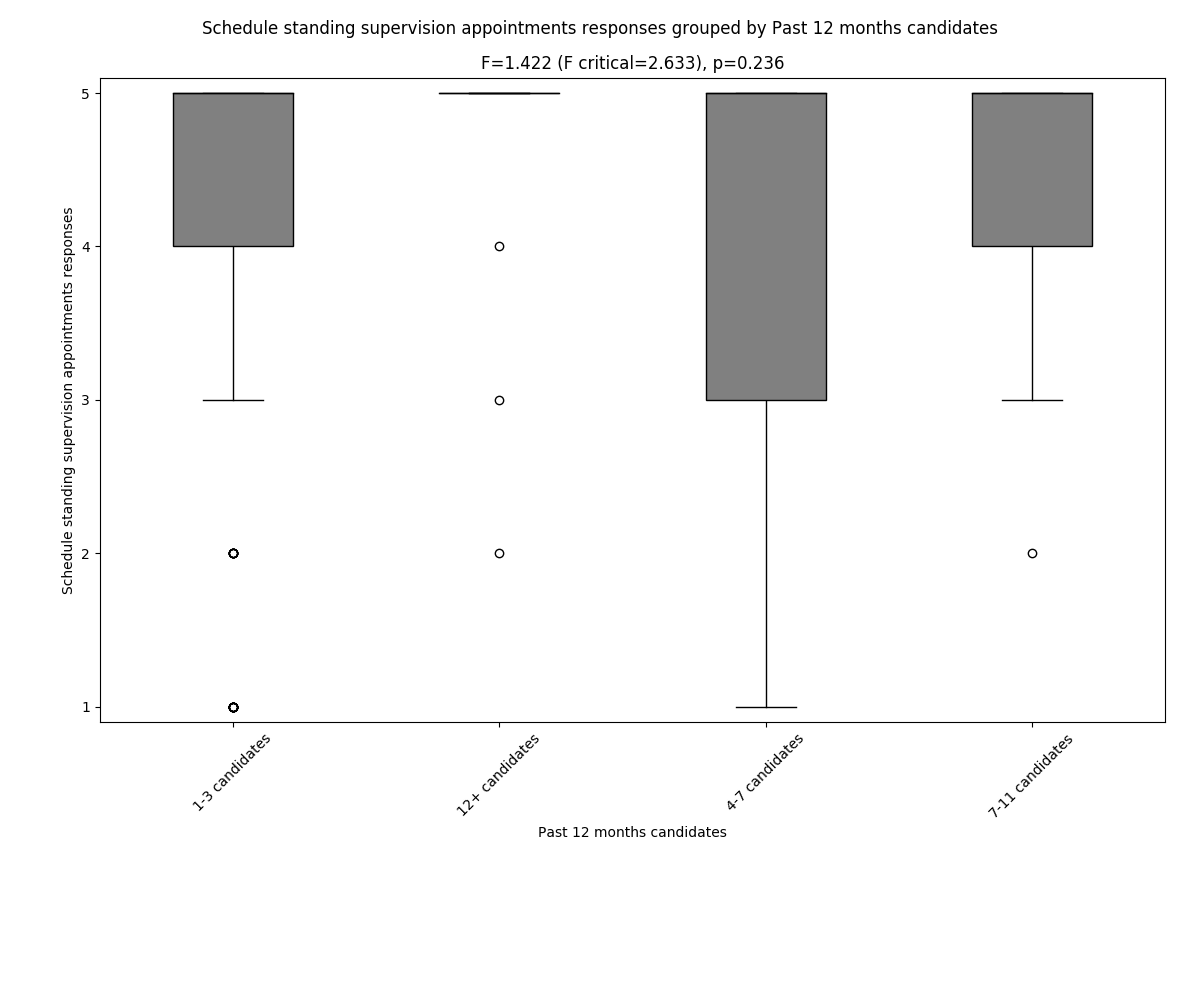 Schedule standing supervision appointments responses grouped by Past 12 months candidates
F=1.422 (F critical=2.633), p=0.236
Schedule standing supervision appointments responses
5
4
3
2
1
1-3 candidates
12+ candidates
4-7 candidates
7-11 candidates
Past 12 months candidates